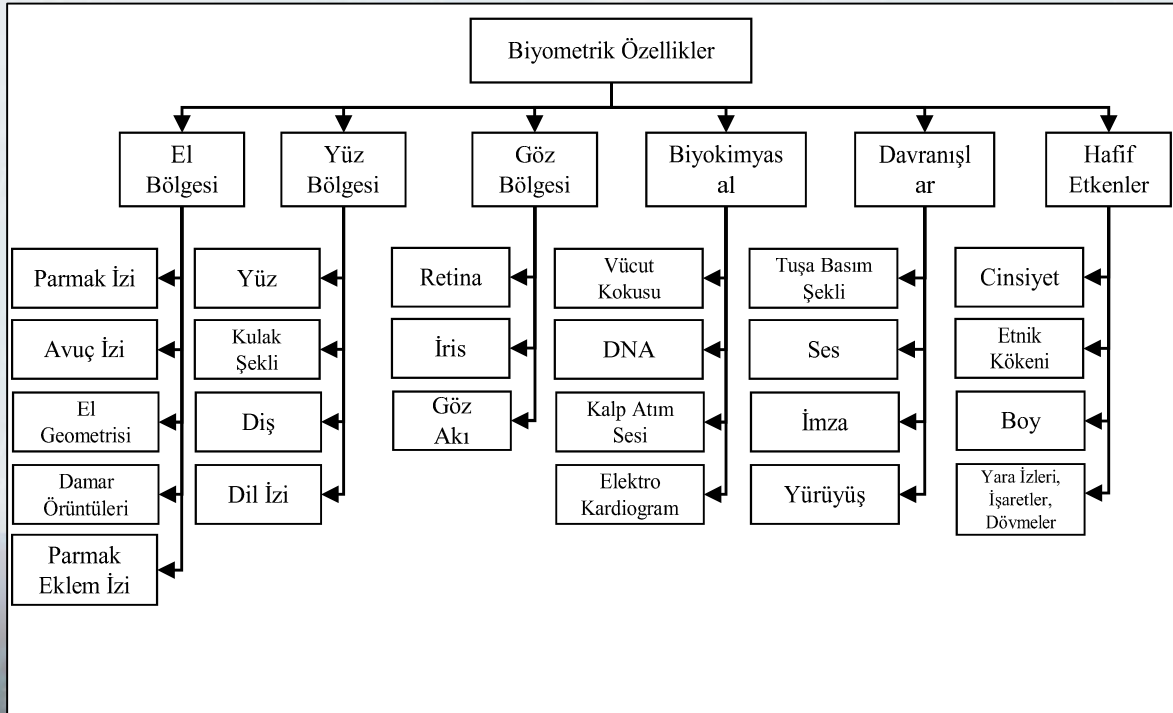 Biyometrik Özellikler
El
Bölgesi
Yüz
Bölgesi
Göz
Bölgesi
Biyokimyas
al
Davranışl
ar
Hafif
Etkenler
Parmak İzi
Avuç İzi
El
Geometrisi
Damar
Örüntüleri
Parmak
Eklem İzi
Yüz
Kulak
Şekli
Diş
Dil İzi
Retina
İris
Göz
Akı
Vücut
Kokusu
DNA
Kalp Atım
Sesi
Elektro
Kardiogram
Tuşa Basım
Şekli
Ses
İmza
Yürüyüş
Cinsiyet
Etnik
Kökeni
Boy
Yara İzleri,
İşaretler,
Dövmeler